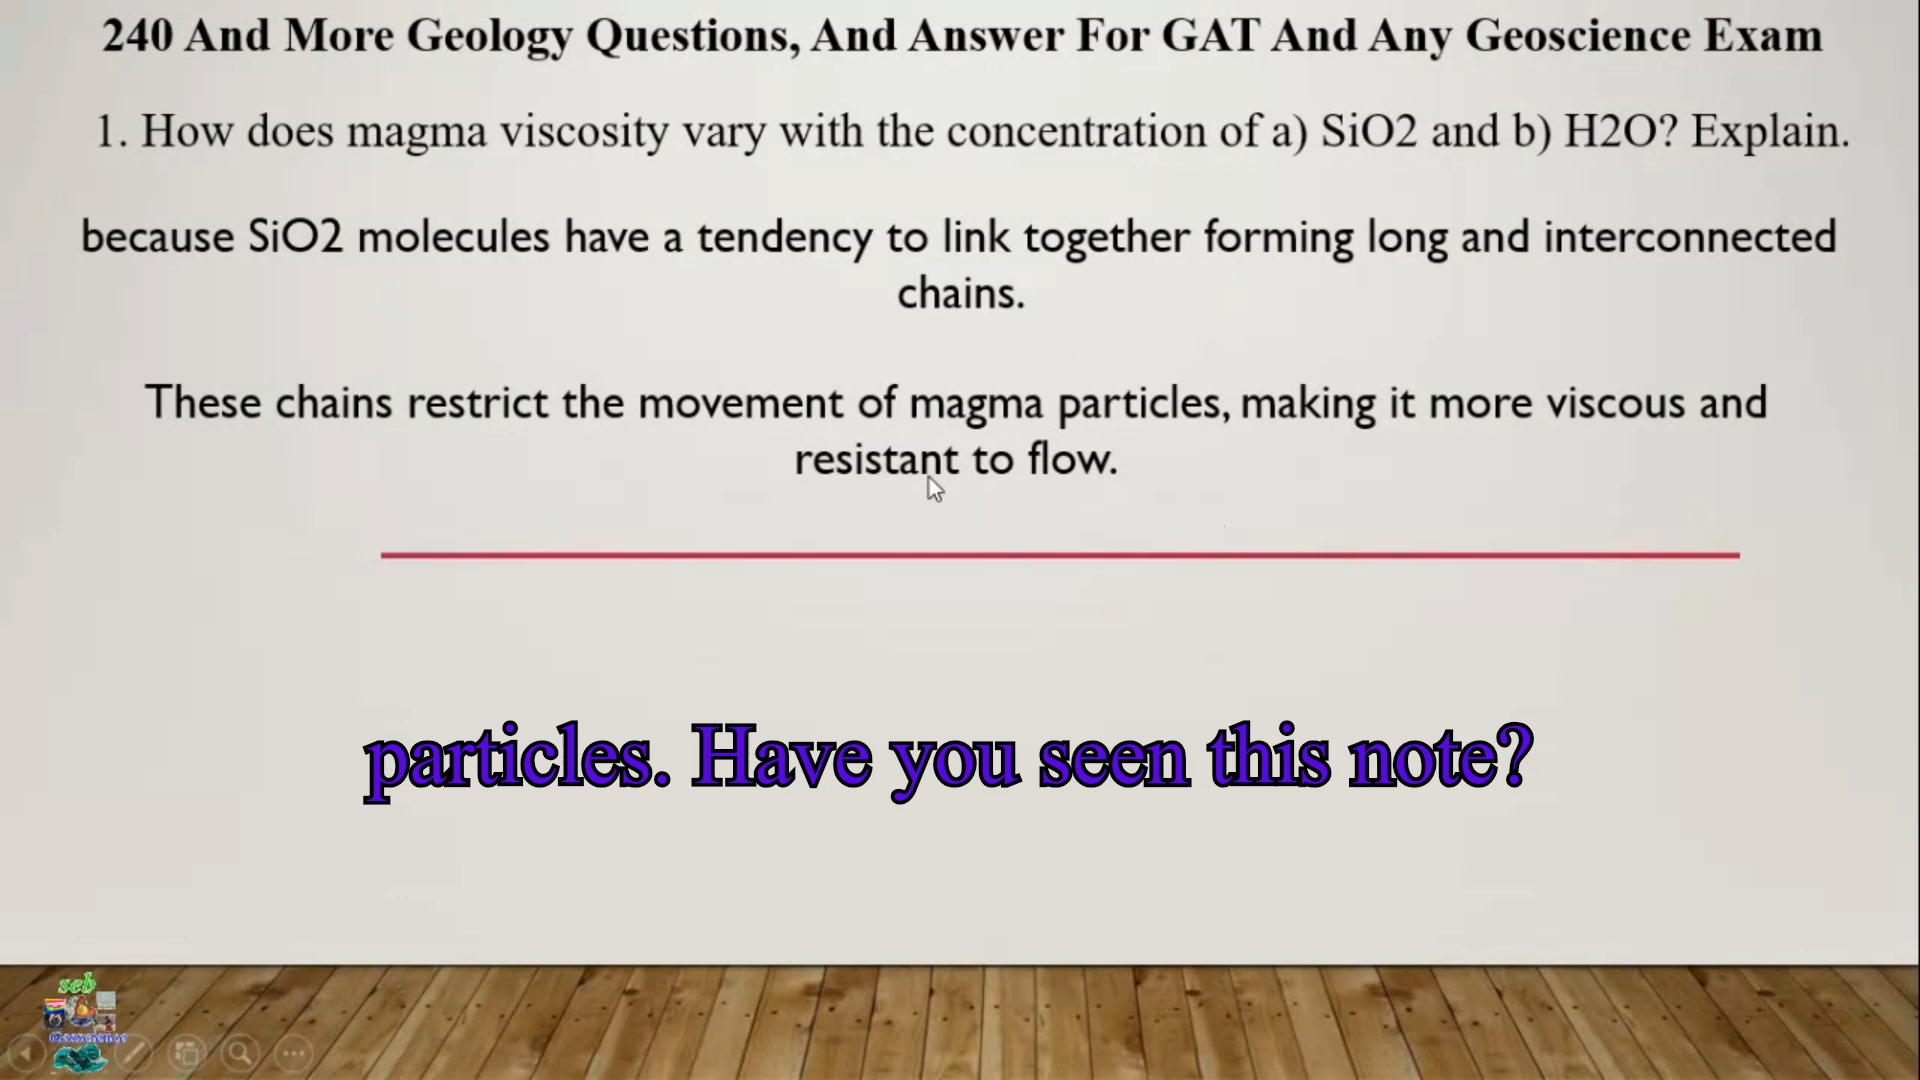 240 And More Geology Questions, And Answer For GAT And Any Geoscience Exam
1. How does magma viscosity vary with the concentration of a) SiO2 and b) H2O? Explain.
because SiO2 molecules have a tendency to link together forming long and interconnected
chains.
These chains restrict the movement of magma particles, making it more viscous and
resistant to flow.
particles. Have you seen this note?
seb
Geoscience